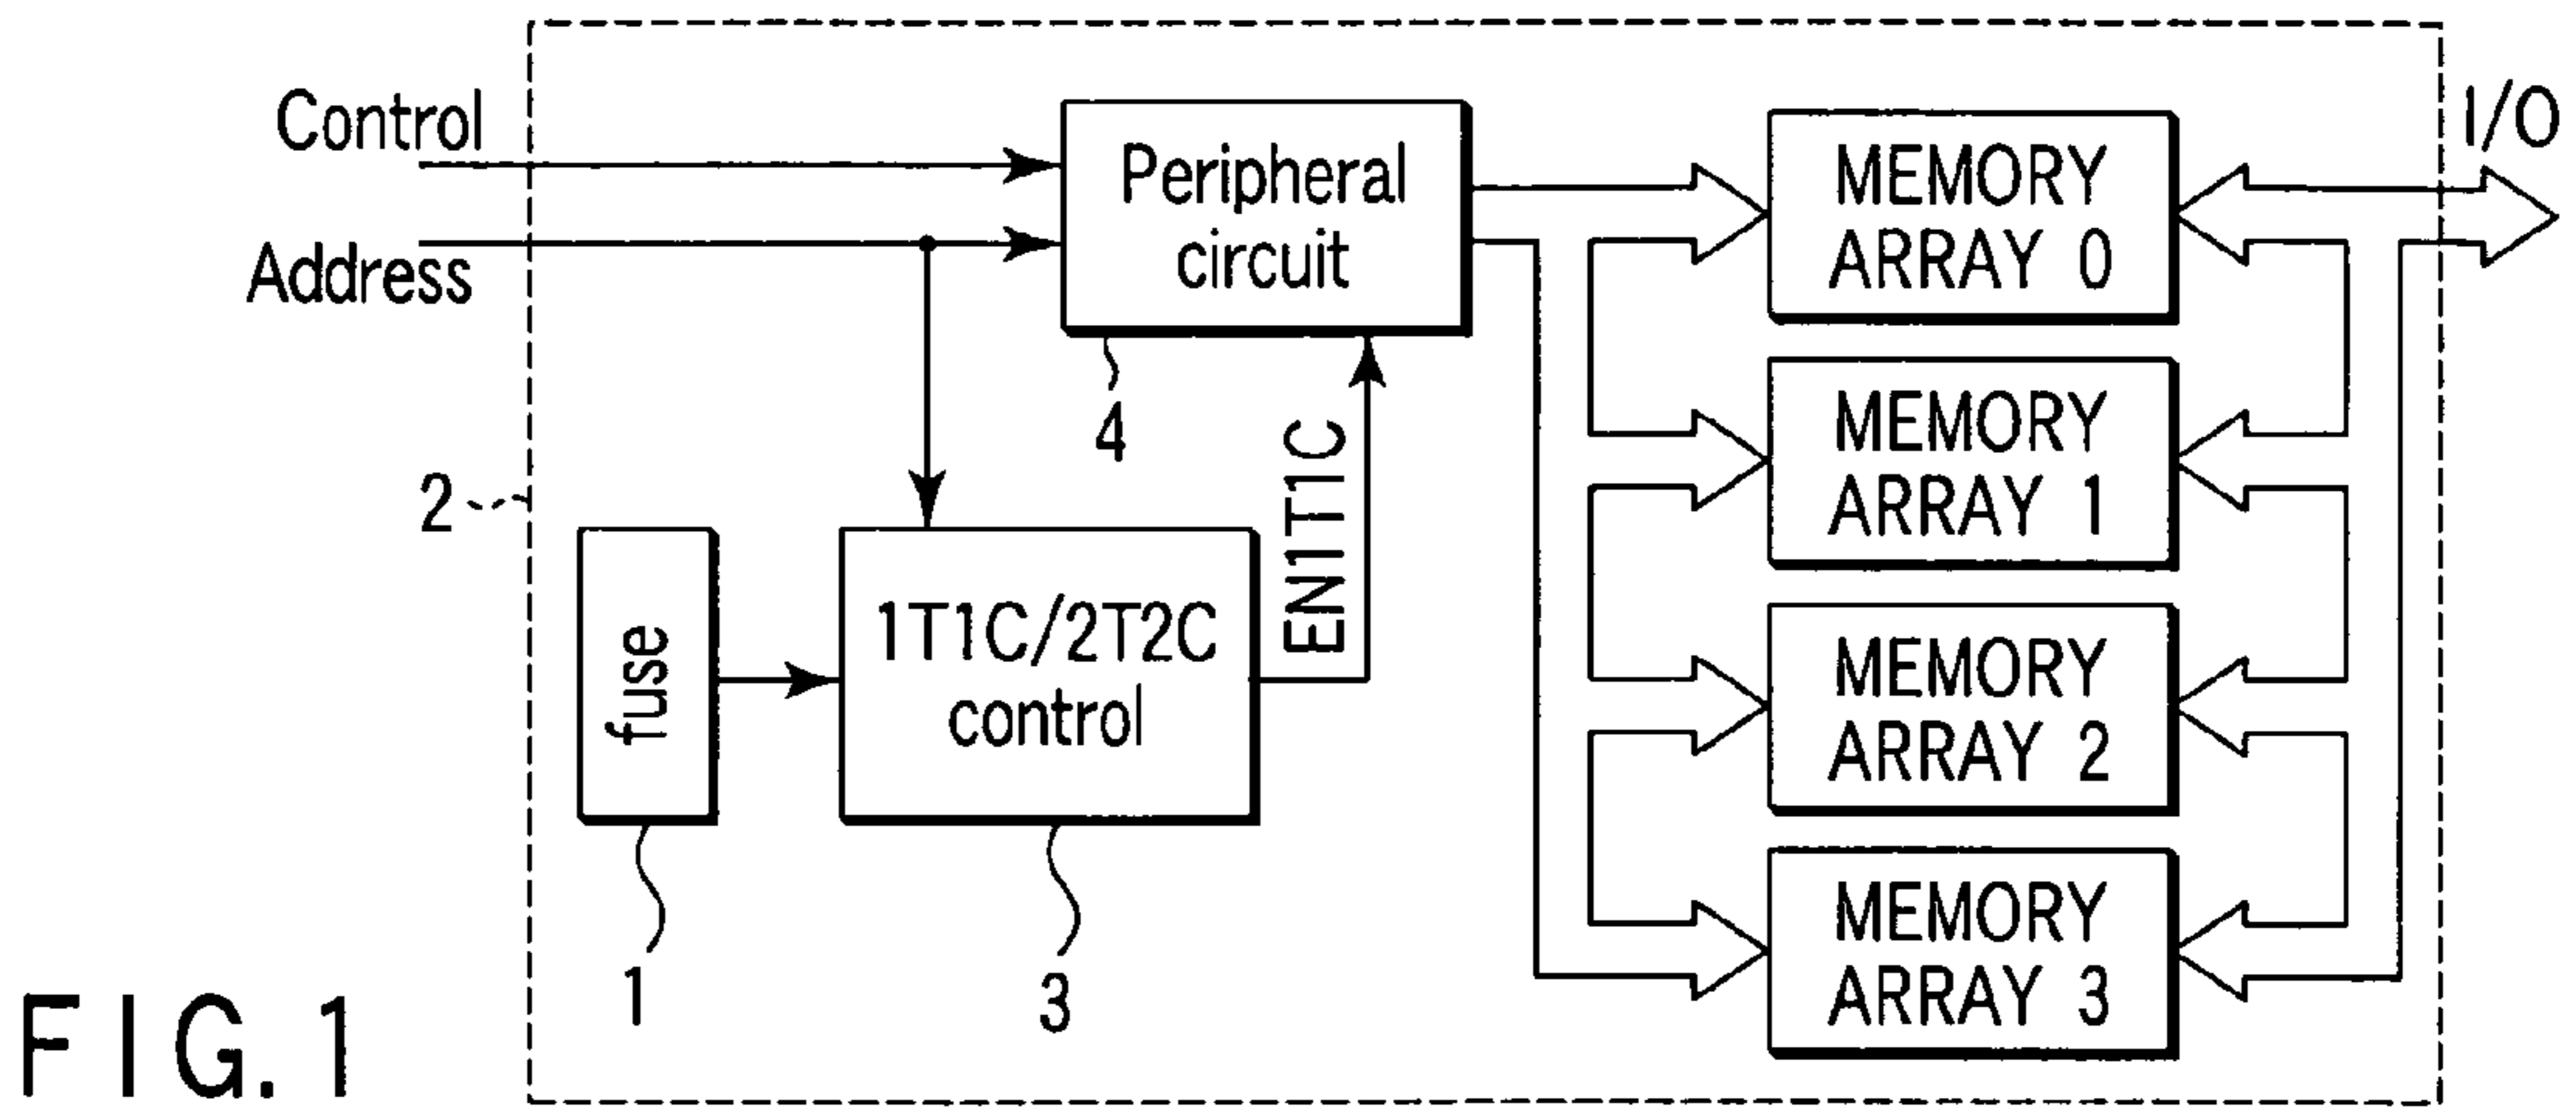 Control
Address
Peripheral
circuit
4
I/O
MEMORY
ARRAY 0
MEMORY
ARRAY 1
MEMORY
ARRAY 2
MEMORY
ARRAY 3
2
fuse
1
1T1C/2T2C
control
3
EN1T1C
FIG. 1